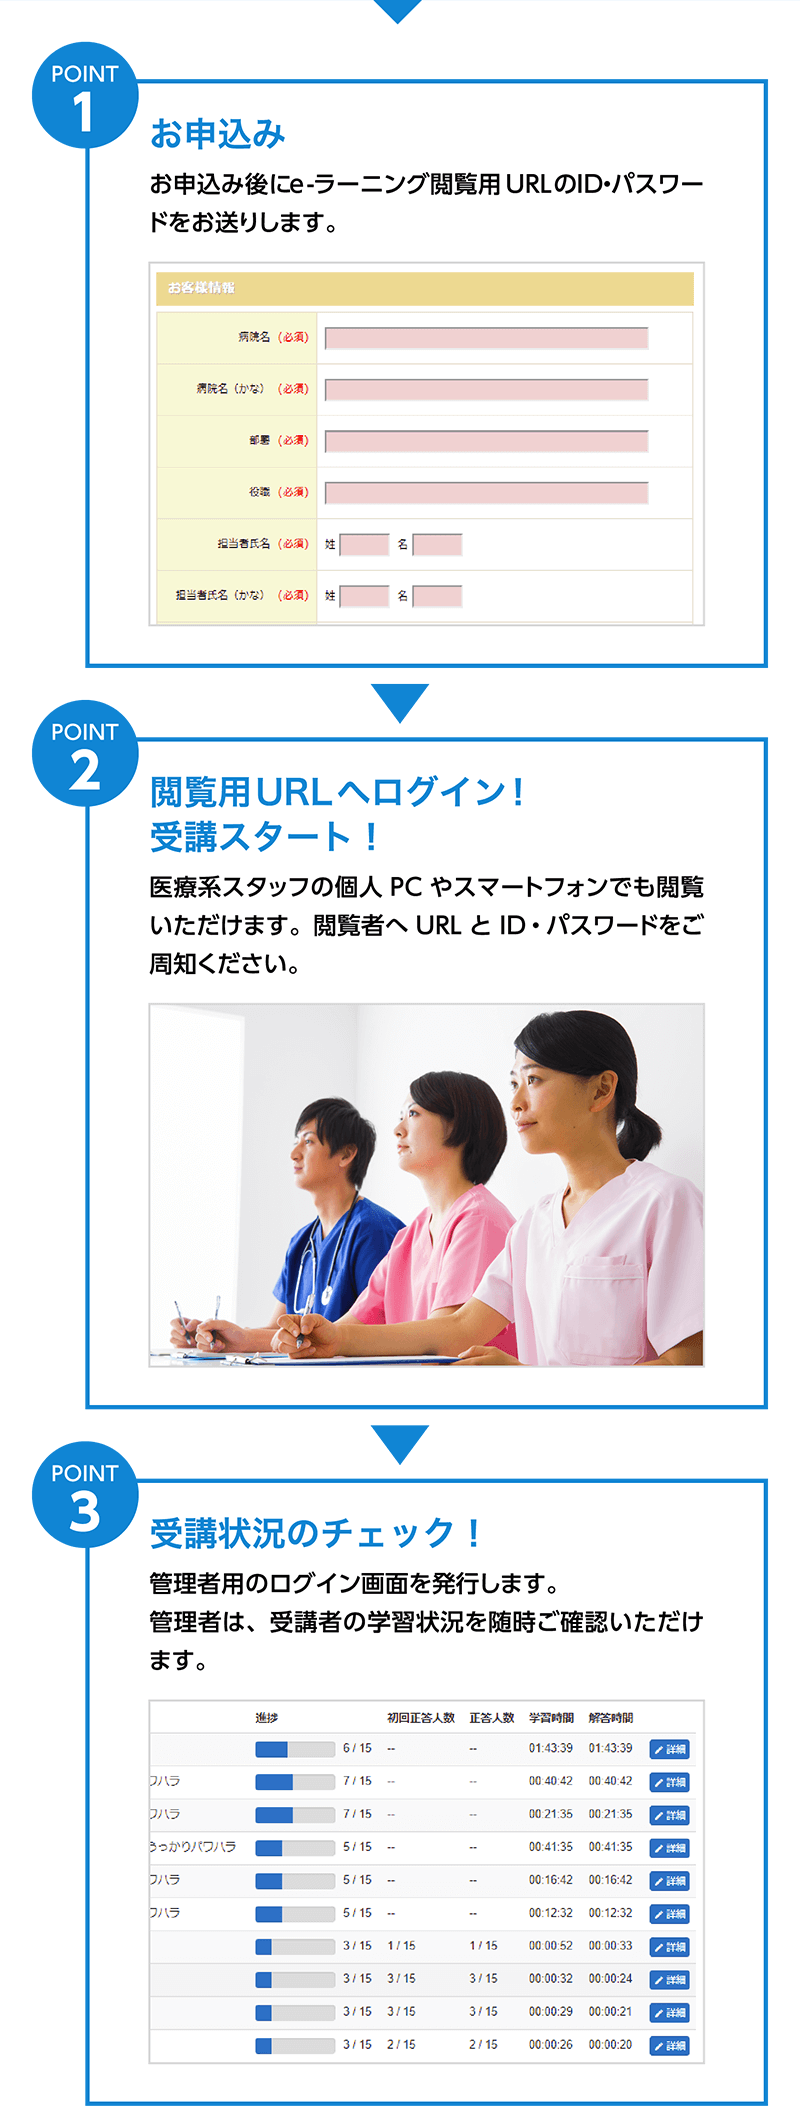 POINT
1
お申込み
お申込み後にe-ラーニング閲覧用URLのID・パスワー
ドをお送りします。
お客様情報
病院名 (必須)
病院名（かな） (必須)
部署 (必須)
役職 (必須)
担当者氏名 (必須) 姓 名
担当者氏名（かな） (必須) 姓 名
POINT
2
閲覧用URLへログイン！
受講スタート！
医療系スタッフの個人 PC やスマートフォンでも閲覧
いただけます。閲覧者へ URL と ID・パスワードをご
周知ください。
POINT
3
受講状況のチェック！
管理者用のログイン画面を発行します。
管理者は、受講者の学習状況を随時ご確認いただけ
ます。
進捗 初回正答人数 正答人数 学習時間 解答時間
6 / 15 -- -- 01:43:39 01:43:39 詳細
ワハラ 7 / 15 -- -- 00:40:42 00:40:42 詳細
ワハラ 7 / 15 -- -- 00:21:35 00:21:35 詳細
うっかりパワハラ 5 / 15 -- -- 00:41:35 00:41:35 詳細
ワハラ 5 / 15 -- -- 00:16:42 00:16:42 詳細
ワハラ 5 / 15 -- -- 00:12:32 00:12:32 詳細
3 / 15 1 / 15 1 / 15 00:00:52 00:00:33 詳細
3 / 15 3 / 15 3 / 15 00:00:32 00:00:24 詳細
3 / 15 3 / 15 3 / 15 00:00:29 00:00:21 詳細
3 / 15 2 / 15 2 / 15 00:00:26 00:00:20 詳細